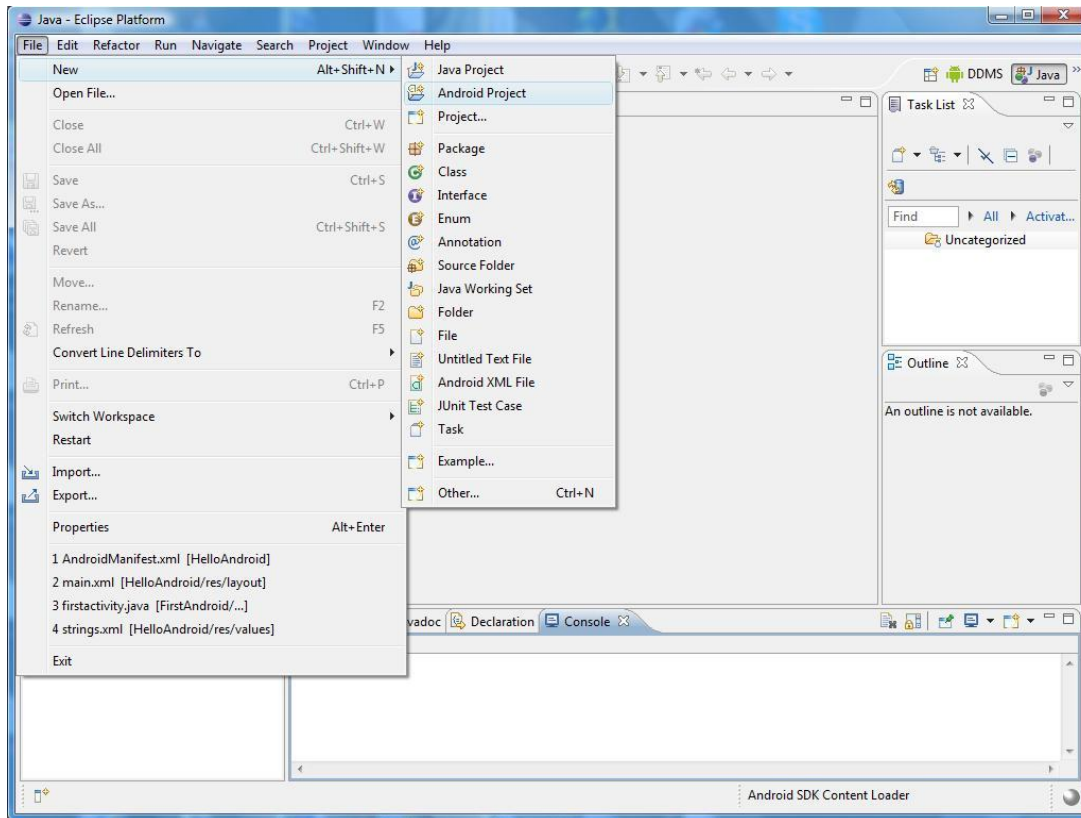 Java - Eclipse Platform
File Edit Refactor Run Navigate Search Project Window Help
New Alt+Shift+N
Open File...
Close Ctrl+W
Close All Ctrl+Shift+W
Save Ctrl+S
Save As...
Save All Ctrl+Shift+S
Revert
Move...
Rename... F2
Refresh F5
Convert Line Delimiters To
Print... Ctrl+P
Switch Workspace
Restart
Import...
Export...
Properties Alt+Enter
1 AndroidManifest.xml [HelloAndroid]
2 main.xml [HelloAndroid/res/layout]
3 firstactivity.java [FirstAndroid/...]
4 strings.xml [HelloAndroid/res/values]
Exit
Java Project
Android Project
Project...
Package
Class
Interface
Enum
Annotation
Source Folder
Java Working Set
Folder
File
Untitled Text File
Android XML File
JUnit Test Case
Task
Example...
Other... Ctrl+N
DDMS Java »
Task List
Find All Activat...
Uncategorized
Outline
An outline is not available.
vadoc Declaration Console
Android SDK Content Loader